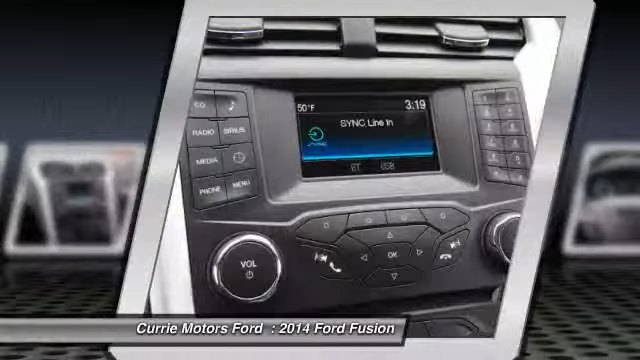 50°F 3:19
SYNC Line In
BT USB
CD
RADIO SIRIUS
MEDIA
PHONE MENU
OK
VOL
Currie Motors Ford : 2014 Ford Fusion